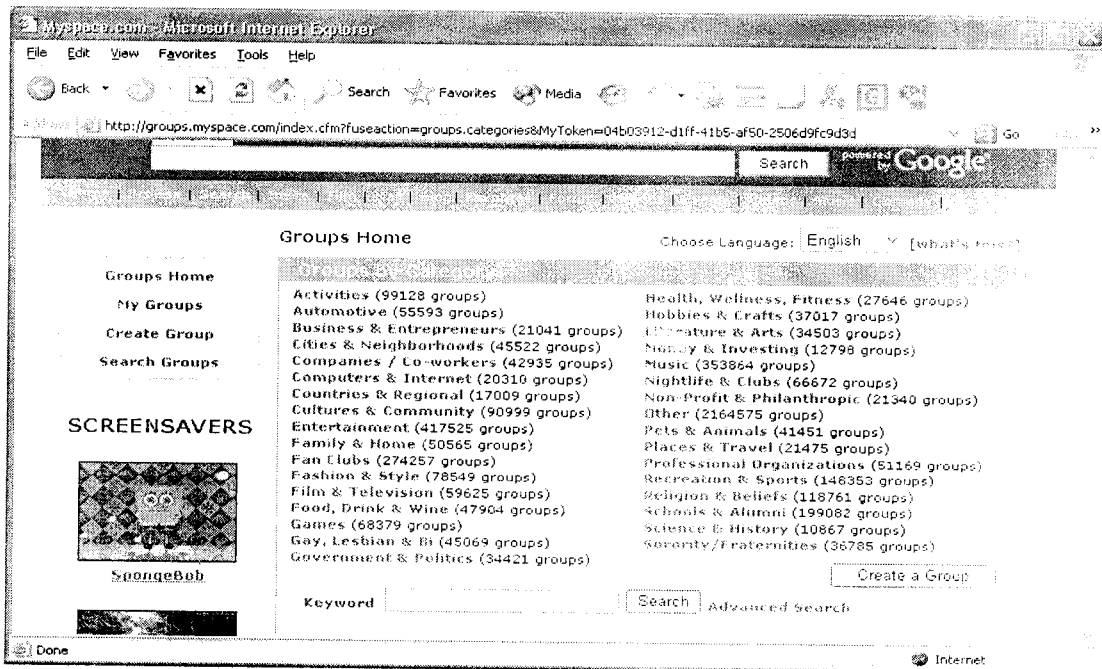 Myspace.com - Microsoft Internet Explorer
File Edit View Favorites Tools Help
Back Search Favorites Media
http://groups.myspace.com/index.cfm?fuseaction=groups.categories&MyToken=04b03912-d1ff-41b5-af50-2506d9fc9d3d Go »
Search powered by Google
Groups Home
Choose Language: English [what's this?]
Groups Home
My Groups
Create Group
Search Groups
SCREENSAVERS
SpongeBob
Groups By Category
Activities (99128 groups)
Automotive (55593 groups)
Business & Entrepreneurs (21041 groups)
Cities & Neighborhoods (45522 groups)
Companies / Co-workers (42935 groups)
Computers & Internet (20310 groups)
Countries & Regional (17009 groups)
Cultures & Community (90999 groups)
Entertainment (417525 groups)
Family & Home (50565 groups)
Fan Clubs (274257 groups)
Fashion & Style (78549 groups)
Film & Television (59625 groups)
Food, Drink & Wine (47904 groups)
Games (68379 groups)
Gay, Lesbian & Bi (45069 groups)
Government & Politics (34421 groups)
Health, Wellness, Fitness (27646 groups)
Hobbies & Crafts (37017 groups)
Literature & Arts (34503 groups)
Money & Investing (12798 groups)
Music (353864 groups)
Nightlife & Clubs (66672 groups)
Non-Profit & Philanthropic (21340 groups)
Other (2164575 groups)
Pets & Animals (41451 groups)
Places & Travel (21475 groups)
Professional Organizations (51169 groups)
Recreation & Sports (148353 groups)
Religion & Beliefs (118761 groups)
Schools & Alumni (199082 groups)
Science & History (10867 groups)
Sorority/Fraternities (36785 groups)
Create a Group
Keyword Search Advanced Search
Done Internet